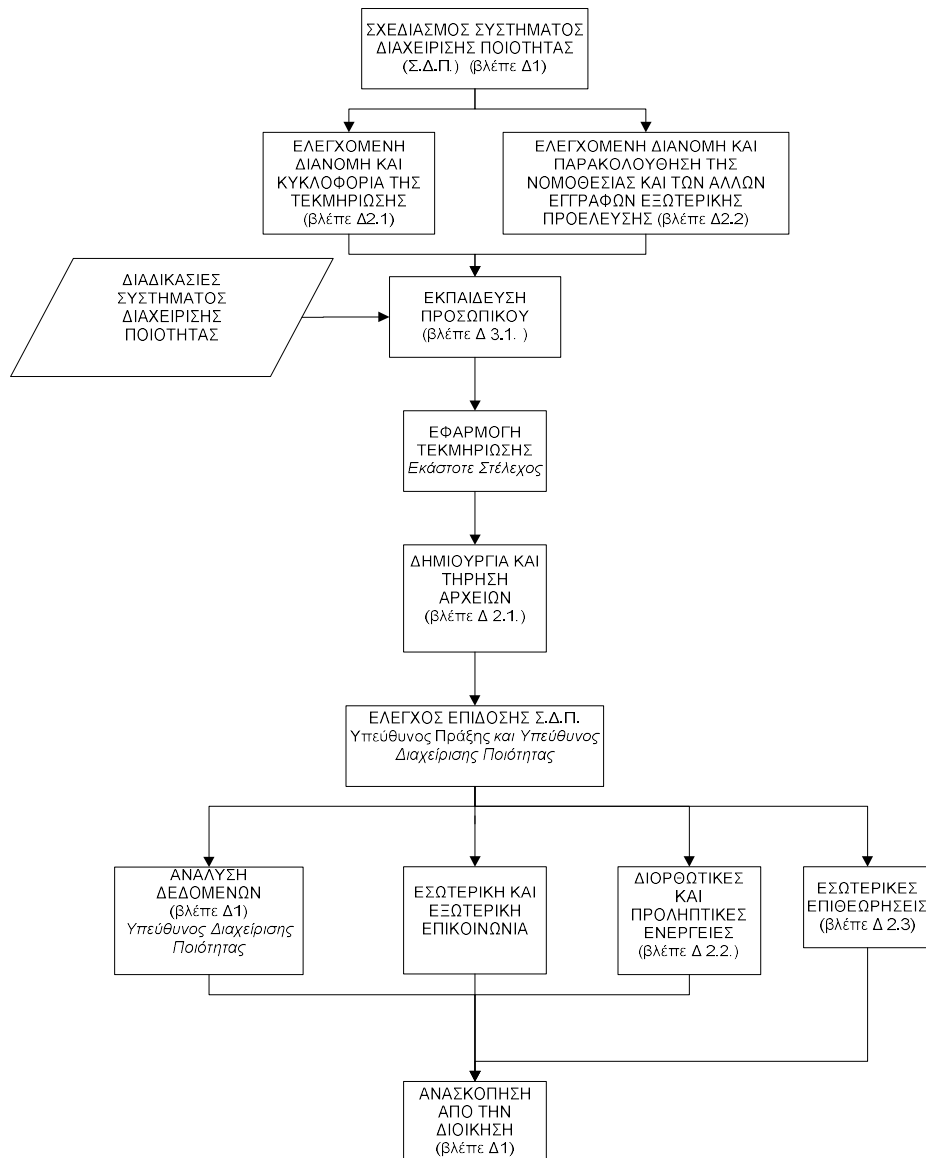 ΣΧΕΔΙΑΣΜΟΣ ΣΥΣΤΗΜΑΤΟΣ
ΔΙΑΧΕΙΡΙΣΗΣ ΠΟΙΟΤΗΤΑΣ
(Σ.Δ.Π.) (βλέπε Δ1)
ΕΛΕΓΧΟΜΕΝΗ
ΔΙΑΝΟΜΗ ΚΑΙ
ΚΥΚΛΟΦΟΡΙΑ ΤΗΣ
ΤΕΚΜΗΡΙΩΣΗΣ
(βλέπε Δ2.1)
ΕΛΕΓΧΟΜΕΝΗ ΔΙΑΝΟΜΗ ΚΑΙ
ΠΑΡΑΚΟΛΟΥΘΗΣΗ ΤΗΣ
ΝΟΜΟΘΕΣΙΑΣ ΚΑΙ ΤΩΝ ΑΛΛΩΝ
ΕΓΓΡΑΦΩΝ ΕΞΩΤΕΡΙΚΗΣ
ΠΡΟΕΛΕΥΣΗΣ (βλέπε Δ2.2)
ΔΙΑΔΙΚΑΣΙΕΣ
ΣΥΣΤΗΜΑΤΟΣ
ΔΙΑΧΕΙΡΙΣΗΣ
ΠΟΙΟΤΗΤΑΣ
ΕΚΠΑΙΔΕΥΣΗ
ΠΡΟΣΩΠΙΚΟΥ
(βλέπε Δ 3.1. )
ΕΦΑΡΜΟΓΗ
ΤΕΚΜΗΡΙΩΣΗΣ
Εκάστοτε Στέλεχος
ΔΗΜΙΟΥΡΓΙΑ ΚΑΙ
ΤΗΡΗΣΗ
ΑΡΧΕΙΩΝ
(βλέπε Δ 2.1.)
ΕΛΕΓΧΟΣ ΕΠΙΔΟΣΗΣ Σ.Δ.Π.
Υπεύθυνος Πράξης και Υπεύθυνος
Διαχείρισης Ποιότητας
ΑΝΑΛΥΣΗ
ΔΕΔΟΜΕΝΩΝ
(βλέπε Δ1)
Υπεύθυνος Διαχείρισης
Ποιότητας
ΕΣΩΤΕΡΙΚΗ ΚΑΙ
ΕΞΩΤΕΡΙΚΗ
ΕΠΙΚΟΙΝΩΝΙΑ
ΔΙΟΡΘΩΤΙΚΕΣ
ΚΑΙ
ΠΡΟΛΗΠΤΙΚΕΣ
ΕΝΕΡΓΕΙΕΣ
(βλέπε Δ 2.2.)
ΕΣΩΤΕΡΙΚΕΣ
ΕΠΙΘΕΩΡΗΣΕΙΣ
(βλέπε Δ 2.3)
ΑΝΑΣΚΟΠΗΣΗ
ΑΠΟ ΤΗΝ
ΔΙΟΙΚΗΣΗ
(βλέπε Δ1)